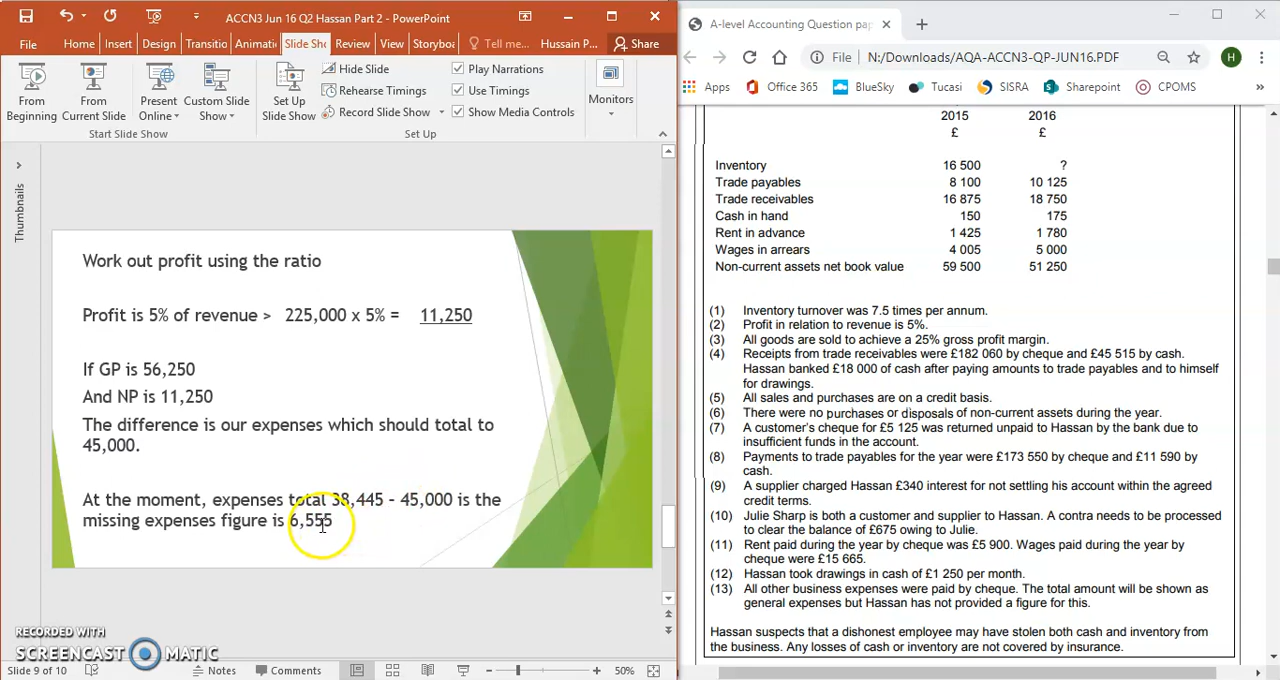 ACCN3 Jun 16 Q2 Hassan Part 2 - PowerPoint
File Home Insert Design Transitio Animati Slide Sho Review View Storybo Tell me... Hussain P... Share
From Beginning
From Current Slide
Present Online
Custom Slide Show
Set Up Slide Show
Hide Slide
Rehearse Timings
Record Slide Show
Play Narrations
Use Timings
Show Media Controls
Monitors
Start Slide Show
Set Up
Thumbnails
Work out profit using the ratio
Profit is 5% of revenue > 225,000 x 5% = 11,250
If GP is 56,250
And NP is 11,250
The difference is our expenses which should total to
45,000.
At the moment, expenses total 38,445 – 45,000 is the
missing expenses figure is 6,555
RECORDED WITH
SCREENCAST MATIC
Slide 9 of 10 Notes Comments 50%
A-level Accounting Question pap
File N:/Downloads/AQA-ACCN3-QP-JUN16.PDF H
Apps Office 365 BlueSky Tucasi SISRA Sharepoint CPOMS »
2015 2016
£ £
Inventory 16 500 ?
Trade payables 8 100 10 125
Trade receivables 16 875 18 750
Cash in hand 150 175
Rent in advance 1 425 1 780
Wages in arrears 4 005 5 000
Non-current assets net book value 59 500 51 250
(1) Inventory turnover was 7.5 times per annum.
(2) Profit in relation to revenue is 5%.
(3) All goods are sold to achieve a 25% gross profit margin.
(4) Receipts from trade receivables were £182 060 by cheque and £45 515 by cash.
Hassan banked £18 000 of cash after paying amounts to trade payables and to himself
for drawings.
(5) All sales and purchases are on a credit basis.
(6) There were no purchases or disposals of non-current assets during the year.
(7) A customer's cheque for £5 125 was returned unpaid to Hassan by the bank due to
insufficient funds in the account.
(8) Payments to trade payables for the year were £173 550 by cheque and £11 590 by
cash.
(9) A supplier charged Hassan £340 interest for not settling his account within the agreed
credit terms.
(10) Julie Sharp is both a customer and supplier to Hassan. A contra needs to be processed
to clear the balance of £675 owing to Julie.
(11) Rent paid during the year by cheque was £5 900. Wages paid during the year by
cheque were £15 665.
(12) Hassan took drawings in cash of £1 250 per month.
(13) All other business expenses were paid by cheque. The total amount will be shown as
general expenses but Hassan has not provided a figure for this.
Hassan suspects that a dishonest employee may have stolen both cash and inventory from
the business. Any losses of cash or inventory are not covered by insurance.